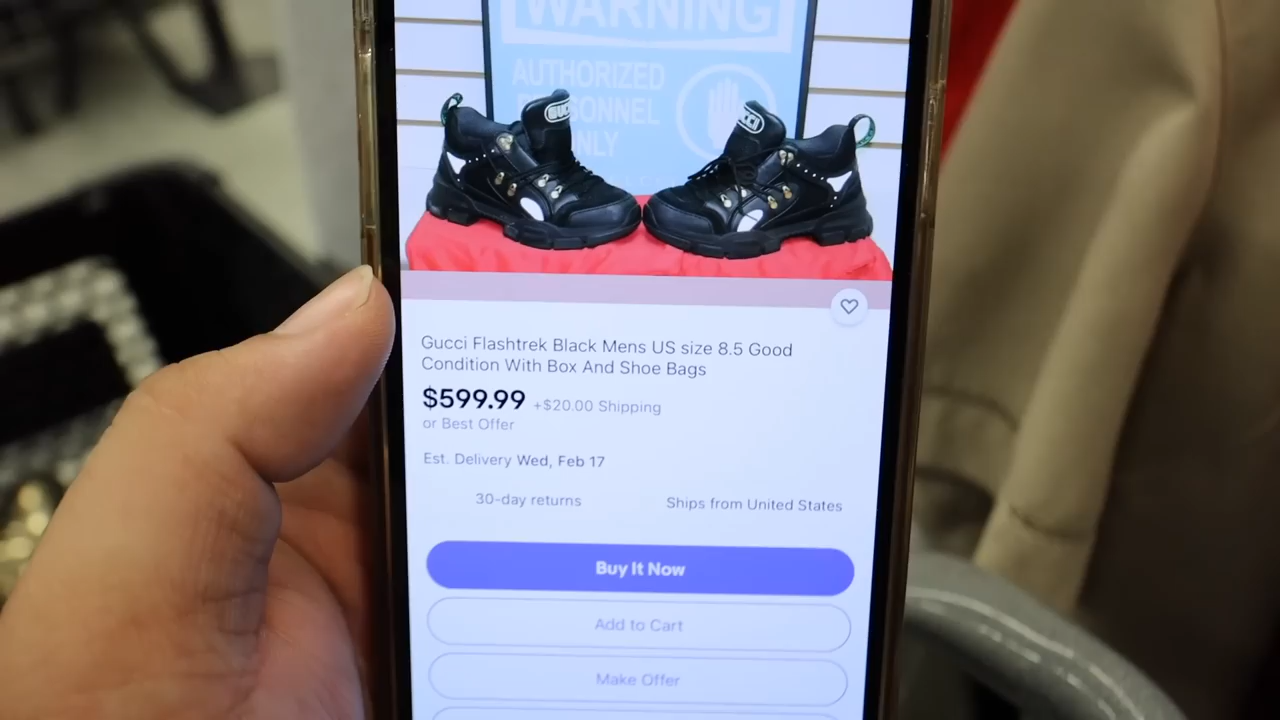 WARNING
AUTHORIZED
PERSONNEL
ONLY
GUCCI
Gucci Flashtrek Black Mens US size 8.5 Good
Condition With Box And Shoe Bags
$599.99 +$20.00 Shipping
or Best Offer
Est. Delivery Wed, Feb 17
30-day returns
Ships from United States
Buy It Now
Add to Cart
Make Offer